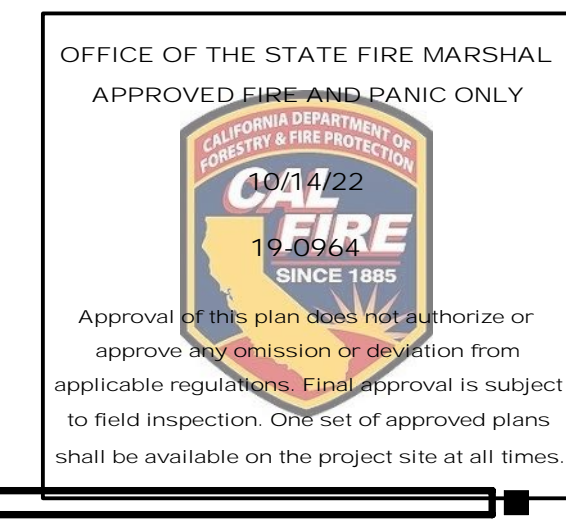 OFFICE OF THE STATE FIRE MARSHAL
APPROVED FIRE AND PANIC ONLY
CALIFORNIA DEPARTMENT OF
FORESTRY & FIRE PROTECTION
CAL
10/14/22
FIRE
19-0964
SINCE 1885
Approval of this plan does not authorize or
approve any omission or deviation from
applicable regulations. Final approval is subject
to field inspection. One set of approved plans
shall be available on the project site at all times.